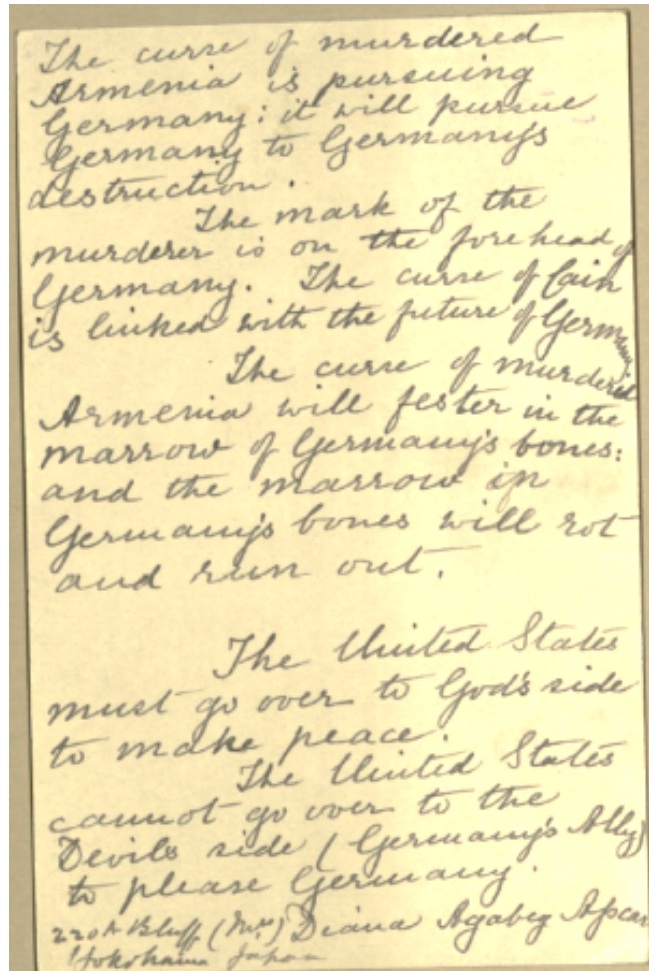 The curse of murdered
Armenia is pursuing
Germany: it will pursue
Germany to Germany's
destruction.
The mark of the
murderer is on the forehead of
Germany. The curse of Cain
is linked with the future of Germany
The curse of murdered
Armenia will fester in the
marrow of Germany's bones:
and the marrow in
Germany's bones will rot
and run out.
The United States
must go over to God's side
to make peace.
The United States
cannot go over to the
Devil's side (Germany's Ally)
to please Germany.
220A Bluff (Mrs) Diana Agabeg Apcar
Yokohama Japan